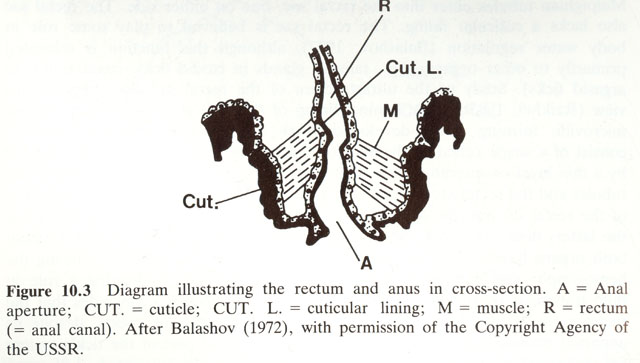 R
Cut. L.
M
Cut.
A
Figure 10.3 Diagram illustrating the rectum and anus in cross-section. A = Anal
aperture; CUT. = cuticle; CUT. L. = cuticular lining; M = muscle; R = rectum
(= anal canal). After Balashov (1972), with permission of the Copyright Agency of
the USSR.